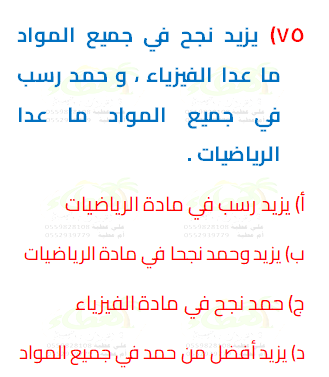 ٧٥) يزيد نجح في جميع المواد
ما عدا الفيزياء ، و حمد رسب
في جميع المواد ما عدا
الرياضيات .
أ) يزيد رسب في مادة الرياضيات
ب) يزيد وحمد نجحا في مادة الرياضيات
ج) حمد نجح في مادة الفيزياء
د) يزيد أفضل من حمد في جميع المواد